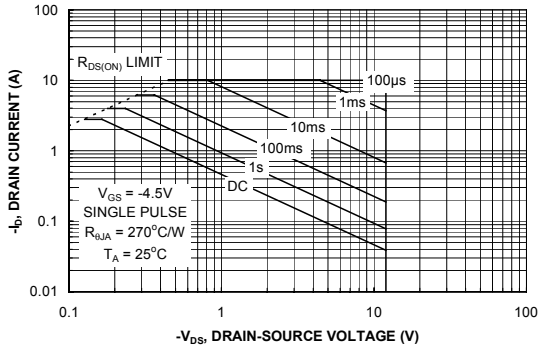 100
10
1
0.1
0.01
-I_D, DRAIN CURRENT (A)
R_DS(ON) LIMIT
100µs
1ms
10ms
100ms
1s
DC
V_GS = -4.5V
SINGLE PULSE
R_θJA = 270°C/W
T_A = 25°C
0.1 1 10 100
-V_DS, DRAIN-SOURCE VOLTAGE (V)